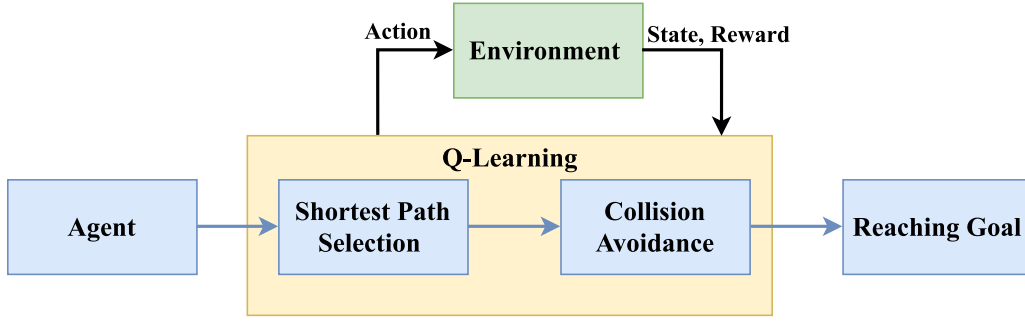 Action
Environment
State, Reward
Q-Learning
Agent
Shortest Path
Selection
Collision
Avoidance
Reaching Goal